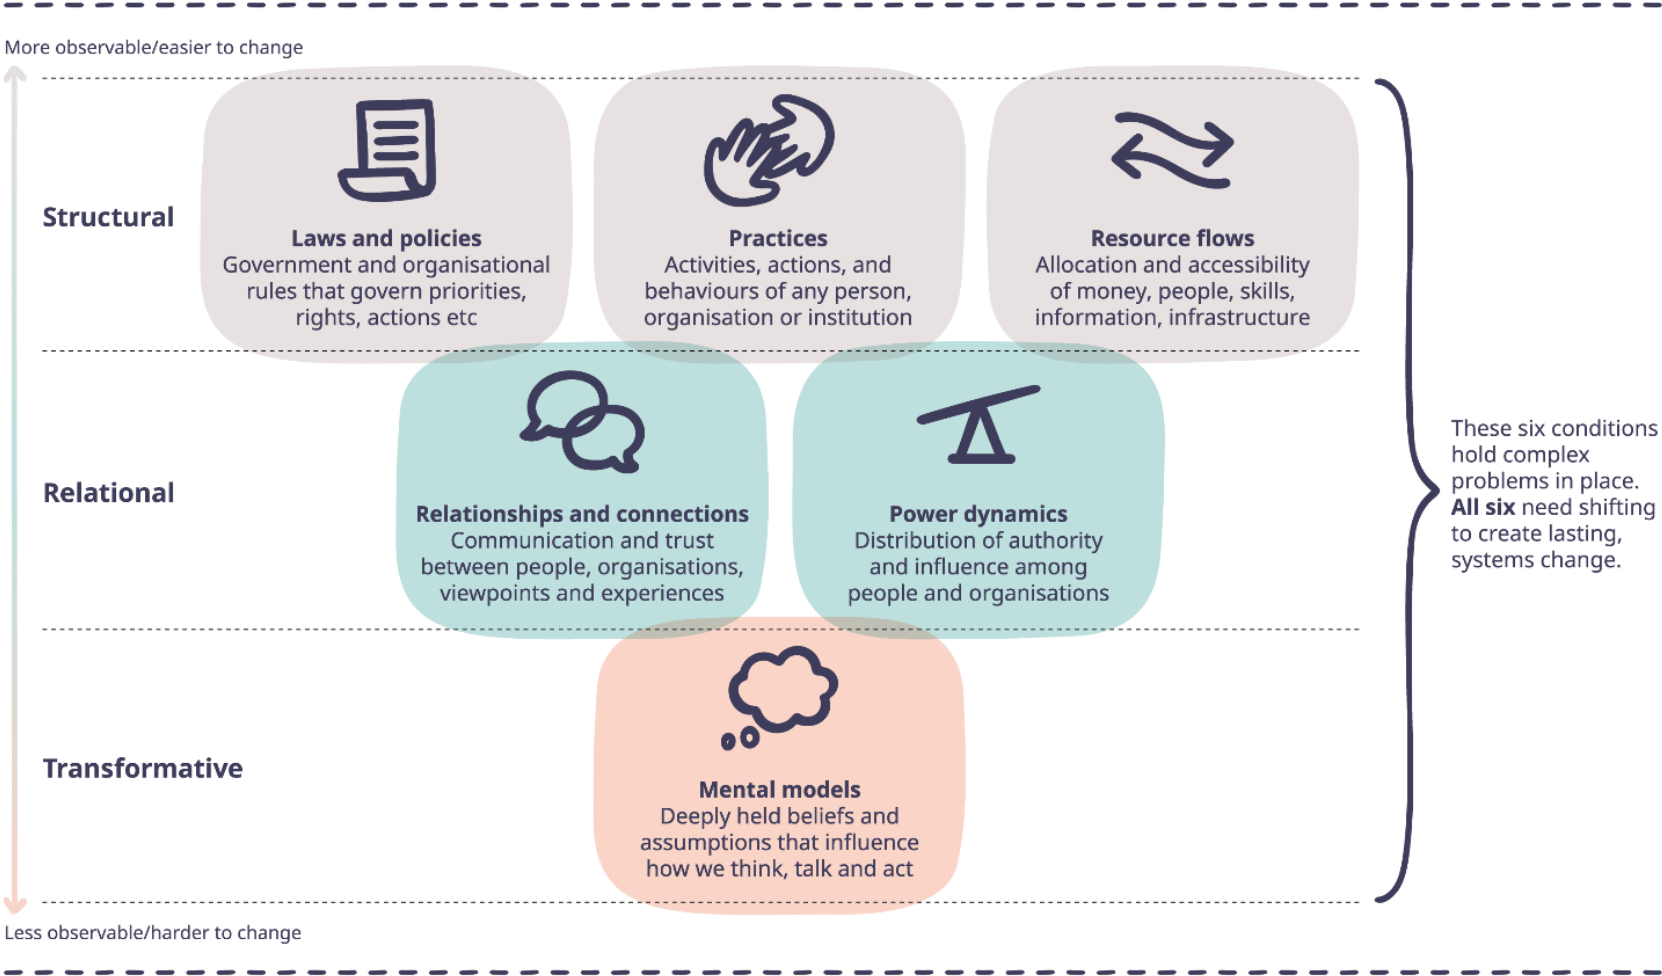 More observable/easier to change
Structural
Laws and policies
Government and organisational
rules that govern priorities,
rights, actions etc
Practices
Activities, actions, and
behaviours of any person,
organisation or institution
Resource flows
Allocation and accessibility
of money, people, skills,
information, infrastructure
Relational
Relationships and connections
Communication and trust
between people, organisations,
viewpoints and experiences
Power dynamics
Distribution of authority
and influence among
people and organisations
Transformative
Mental models
Deeply held beliefs and
assumptions that influence
how we think, talk and act
Less observable/harder to change
These six conditions
hold complex
problems in place.
All six need shifting
to create lasting,
systems change.